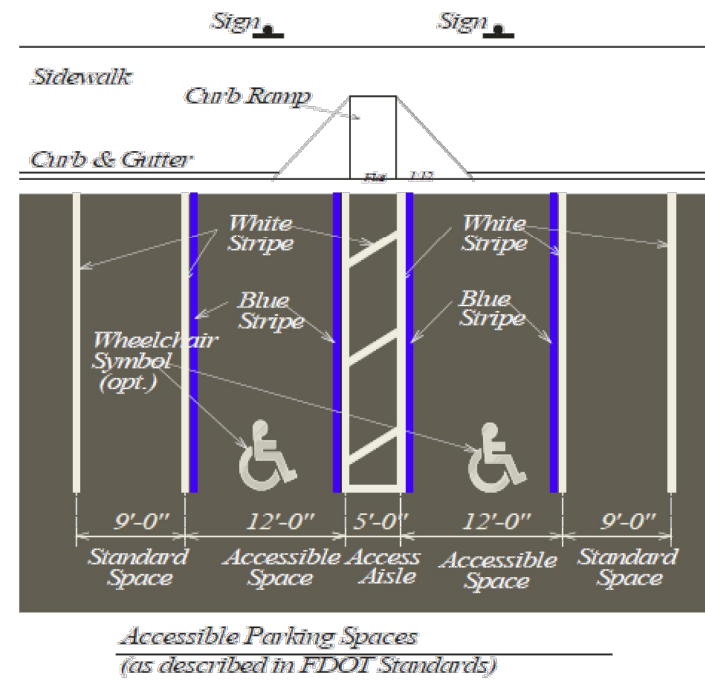 Sign
Sign
Sidewalk
Curb Ramp
Curb & Gutter
Flat
1:12
White
Stripe
White
Stripe
Blue
Stripe
Blue
Stripe
Wheelchair
Symbol
(opt.)
9'-0"
12'-0"
5'-0"
12'-0"
9'-0"
Standard
Space
Accessible
Space
Access
Aisle
Accessible
Space
Standard
Space
Accessible Parking Spaces
(as described in FDOT Standards)